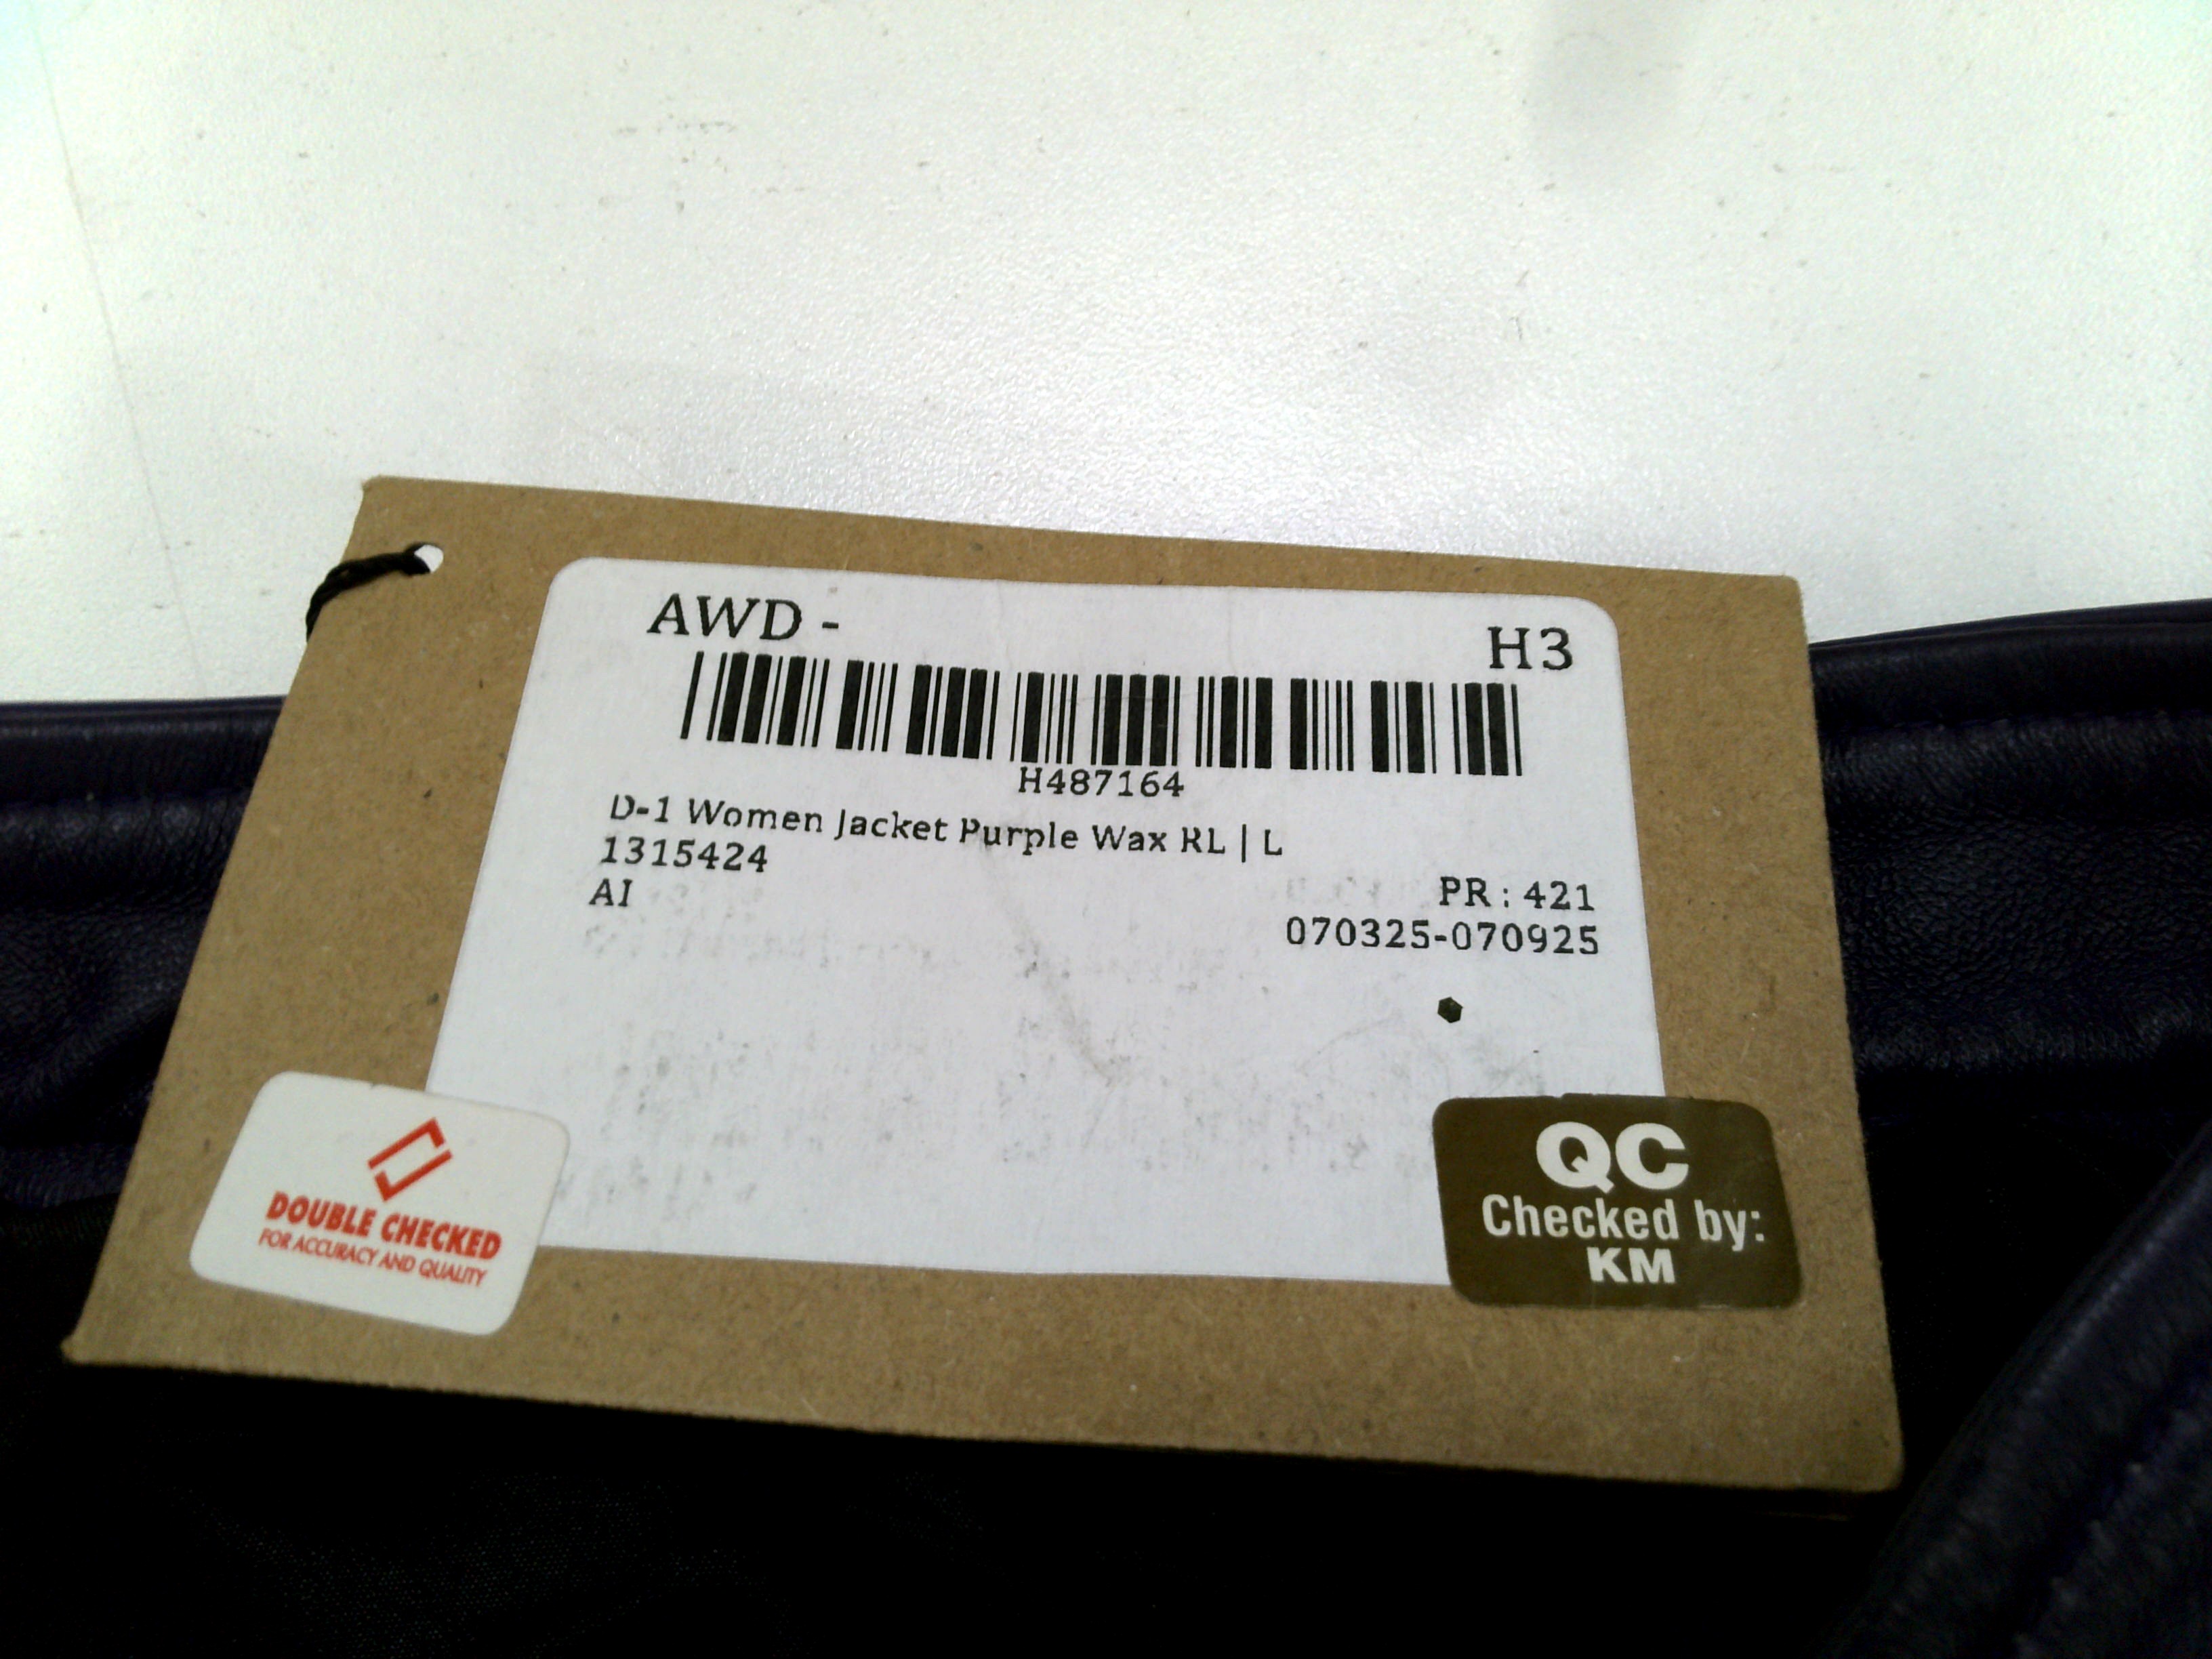 AWD -
H3
H487164
D-1 Women Jacket Purple Wax RL | L
1315424
AI
PR : 421
070325-070925
DOUBLE CHECKED
FOR ACCURACY AND QUALITY
QC
Checked by:
KM